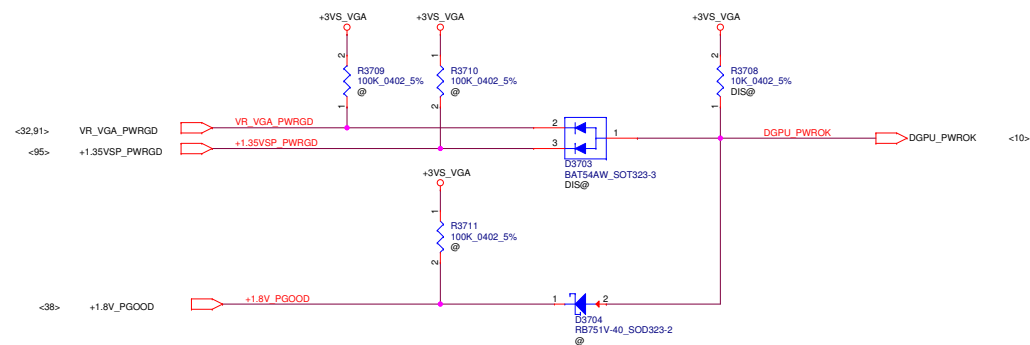 +3VS_VGA +3VS_VGA +3VS_VGA
2 1 2
R3709 R3710 R3708
100K_0402_5% 100K_0402_5% 10K_0402_5%
@ @ DIS@
1 2 1
<32,91> VR_VGA_PWRGD VR_VGA_PWRGD 2
1 DGPU_PWROK DGPU_PWROK <10>
<95> +1.35VSP_PWRGD +1.35VSP_PWRGD 3
D3703
BAT54AW_SOT323-3
DIS@
+3VS_VGA
1
R3711
100K_0402_5%
@
2
<38> +1.8V_PGOOD +1.8V_PGOOD 1 2
D3704
RB751V-40_SOD323-2
@